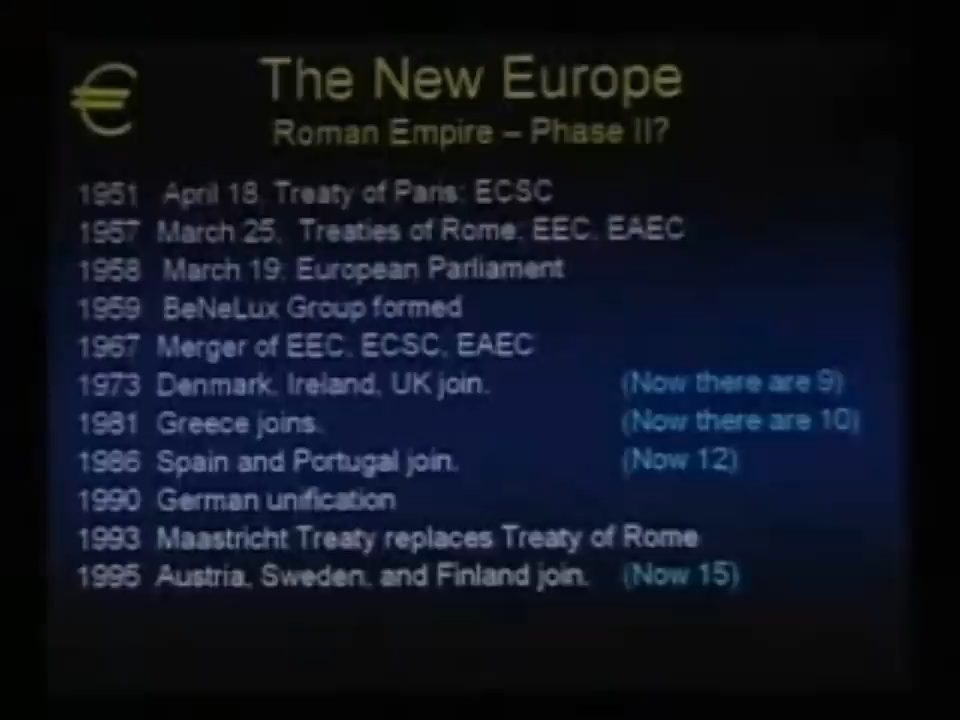 €
The New Europe
Roman Empire – Phase II?
1951 April 18, Treaty of Paris: ECSC
1957 March 25, Treaties of Rome: EEC, EAEC
1958 March 19: European Parliament
1959 BeNeLux Group formed
1967 Merger of EEC, ECSC, EAEC
1973 Denmark, Ireland, UK join. (Now there are 9)
1981 Greece joins. (Now there are 10)
1986 Spain and Portugal join. (Now 12)
1990 German unification
1993 Maastricht Treaty replaces Treaty of Rome
1995 Austria, Sweden, and Finland join. (Now 15)